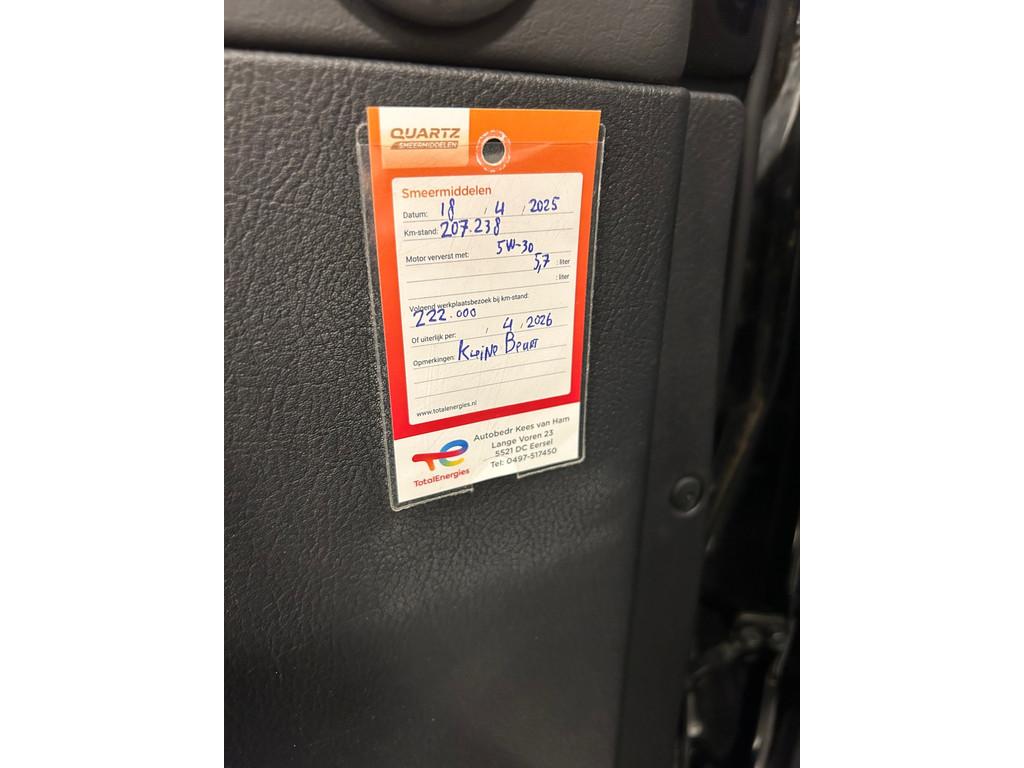 QUARTZ
SMEERMIDDELEN
Smeermiddelen
Datum: 18 / 4 / 2025
Km-stand: 207.238
Motor ververst met: 5W-30
5,7 : liter
: liter
Volgend werkplaatsbezoek bij km-stand:
222.000
Of uiterlijk per: / 4 / 2026
Opmerkingen: Kleine Beurt
www.totalenergies.nl
Autobedr Kees van Ham
Lange Voren 23
5521 DC Eersel
Tel: 0497-517450
TotalEnergies